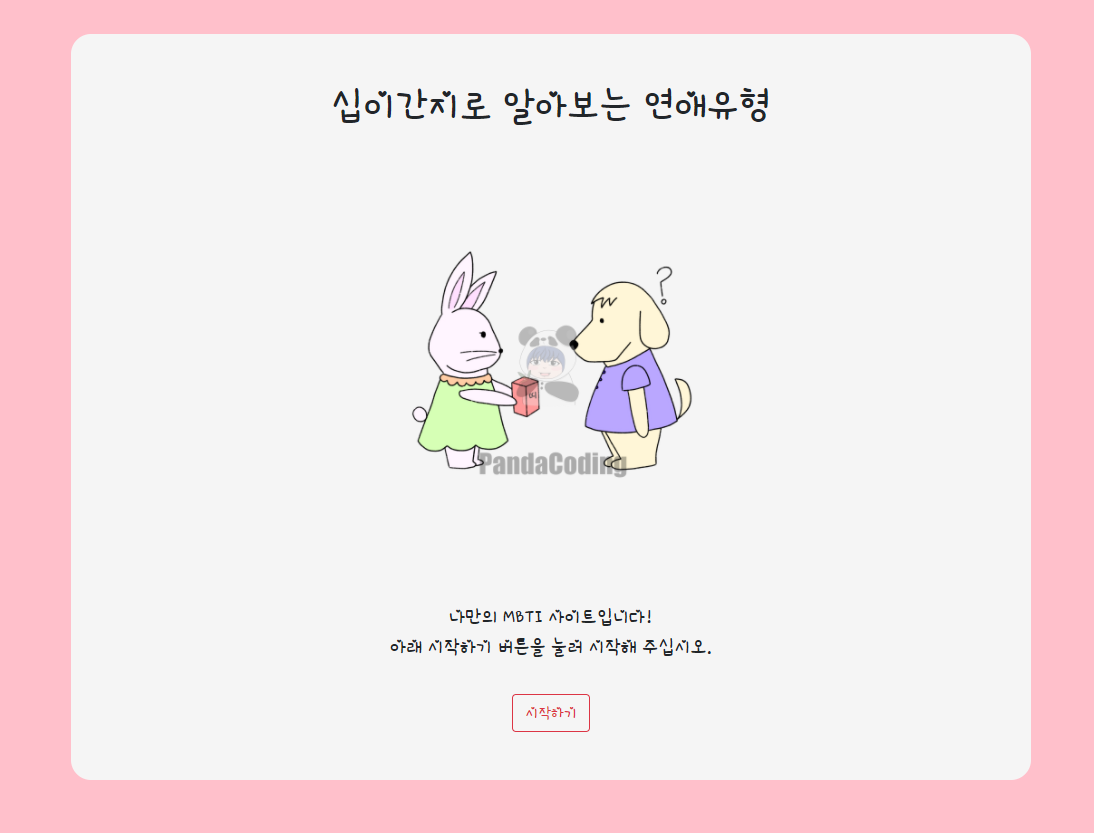 십이간지로 알아보는 연애유형
?
PandaCoding
나만의 MBTI 사이트입니다!
아래 시작하기 버튼을 눌러 시작해 주십시오.
시작하기